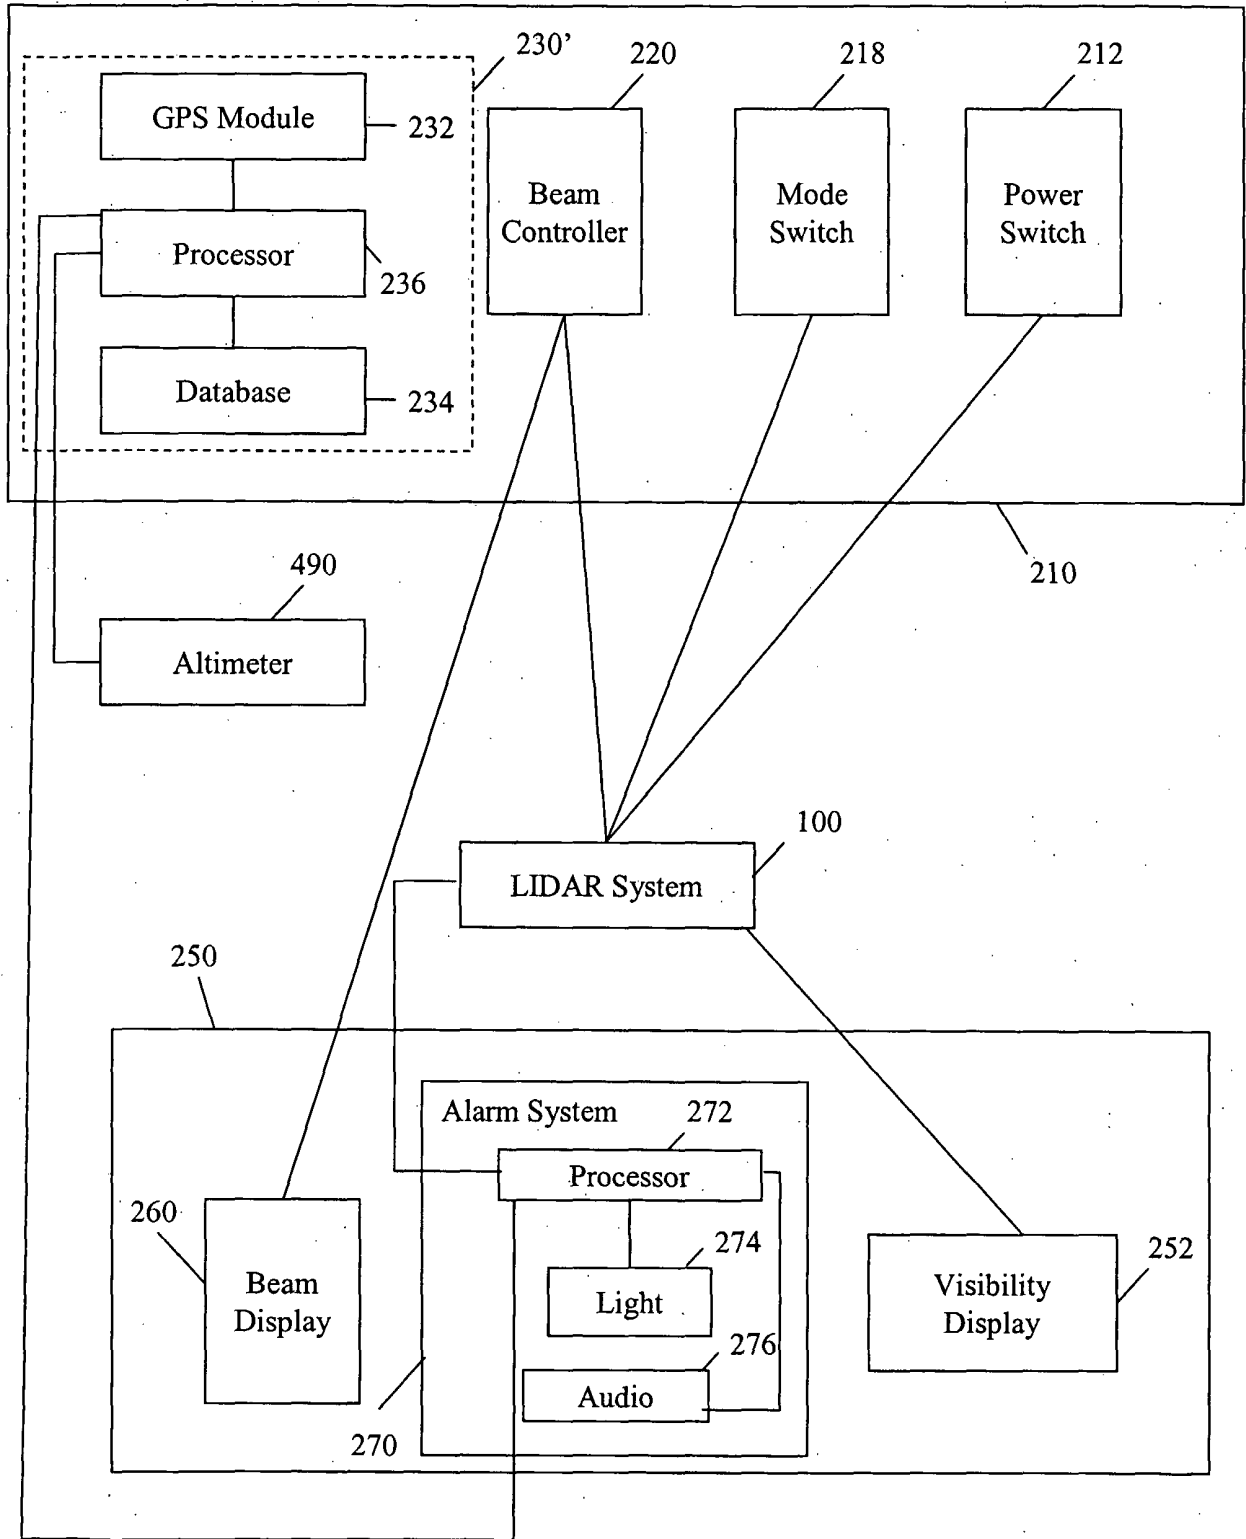 230’
220
218
212
GPS Module
232
Beam
Controller
Mode
Switch
Power
Switch
Processor
236
Database
234
210
490
Altimeter
100
LIDAR System
250
Alarm System
272
Processor
260
Beam
Display
274
Light
252
Visibility
Display
276
Audio
270